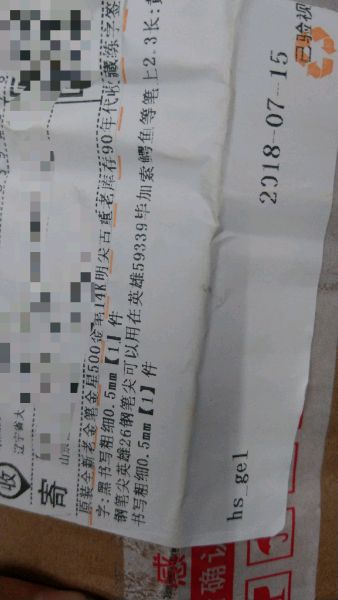 收
辽宁省大
寄
山东
原装全新老金笔金星500金笔14K明尖古董老库存90年代收藏练字签
字:黑书写粗细0.5mm【1】件
钢笔尖英雄26钢笔尖可以用在英雄59339毕加索鳄鱼等笔上2.3长
书写粗细0.5mm【1】件
hs_gel
2018-07-15
已验视
感
确认